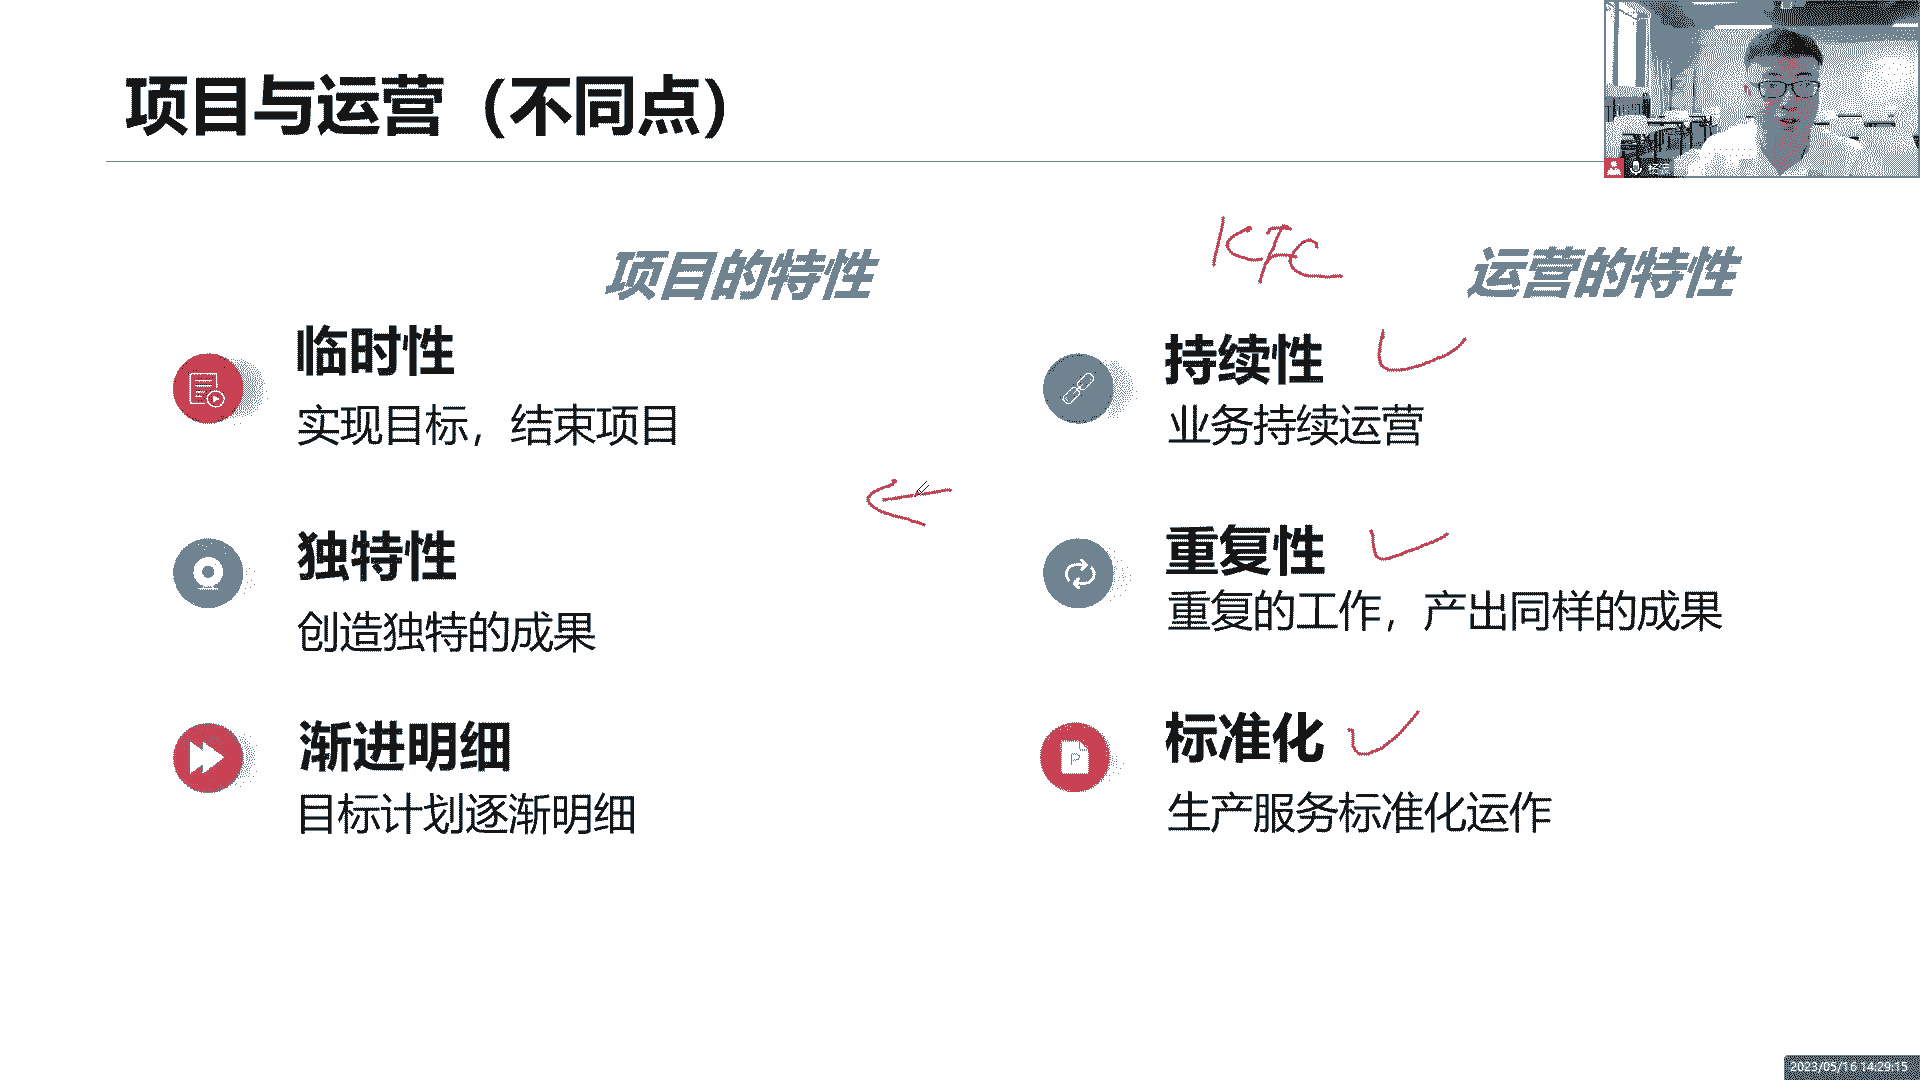 项目与运营（不同点）
项目的特性
临时性
实现目标，结束项目
独特性
创造独特的成果
渐进明细
目标计划逐渐明细
KFC
运营的特性
持续性
业务持续运营
重复性
重复的工作，产出同样的成果
标准化
生产服务标准化运作
2023/05/16 14:29:15